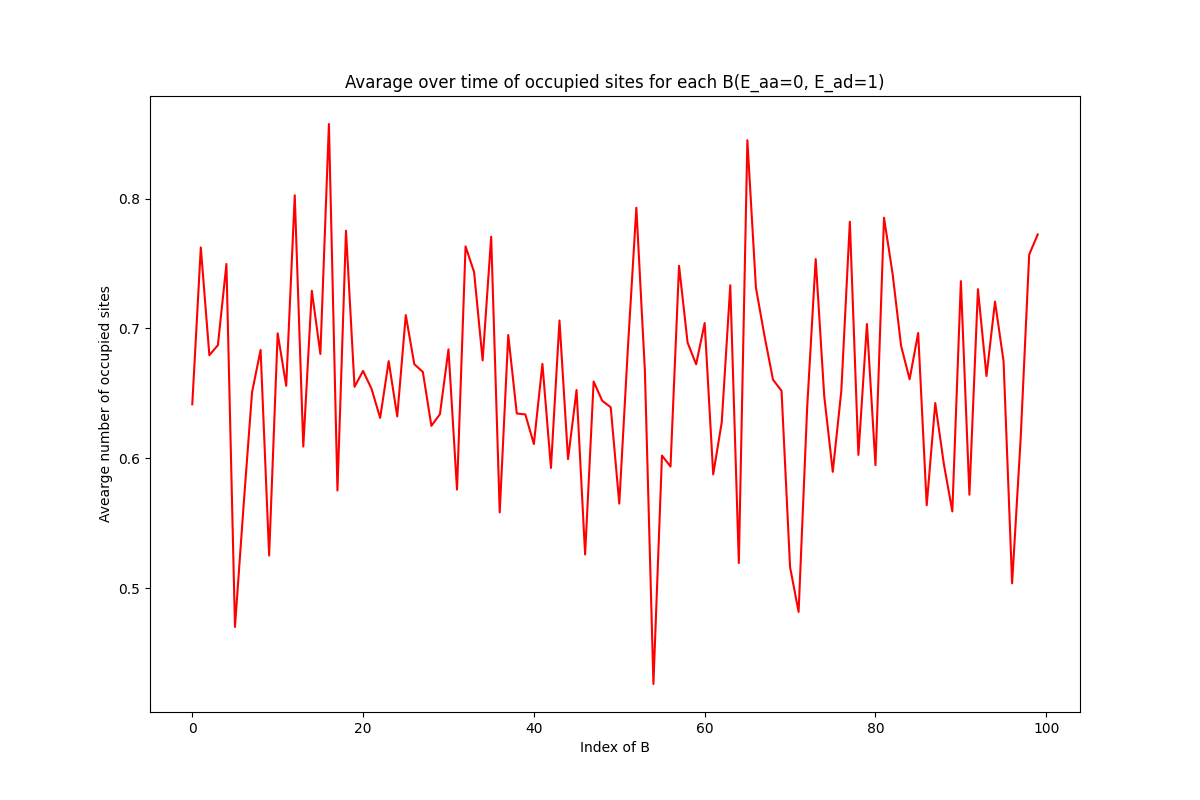 Avarage over time of occupied sites for each B(E_aa=0, E_ad=1)
Avearge number of occupied sites
0.8
0.7
0.6
0.5
0 20 40 60 80 100
Index of B